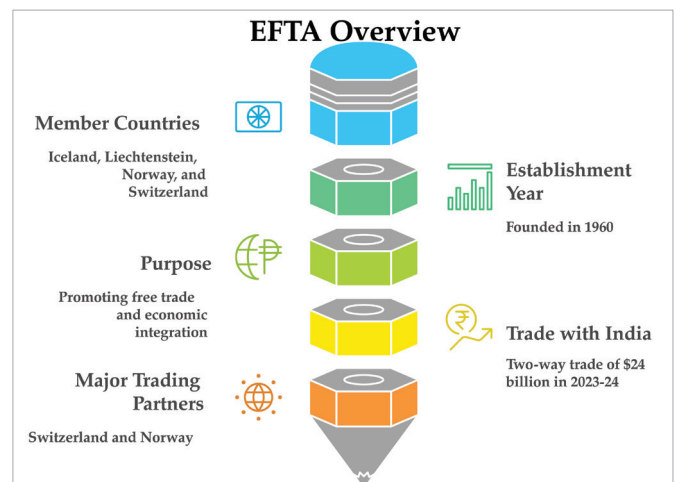 EFTA Overview
Member Countries
Iceland, Liechtenstein,
Norway, and
Switzerland
Establishment
Year
Founded in 1960
Purpose
Promoting free trade
and economic
integration
Trade with India
Two-way trade of $24
billion in 2023-24
Major Trading
Partners
Switzerland and Norway